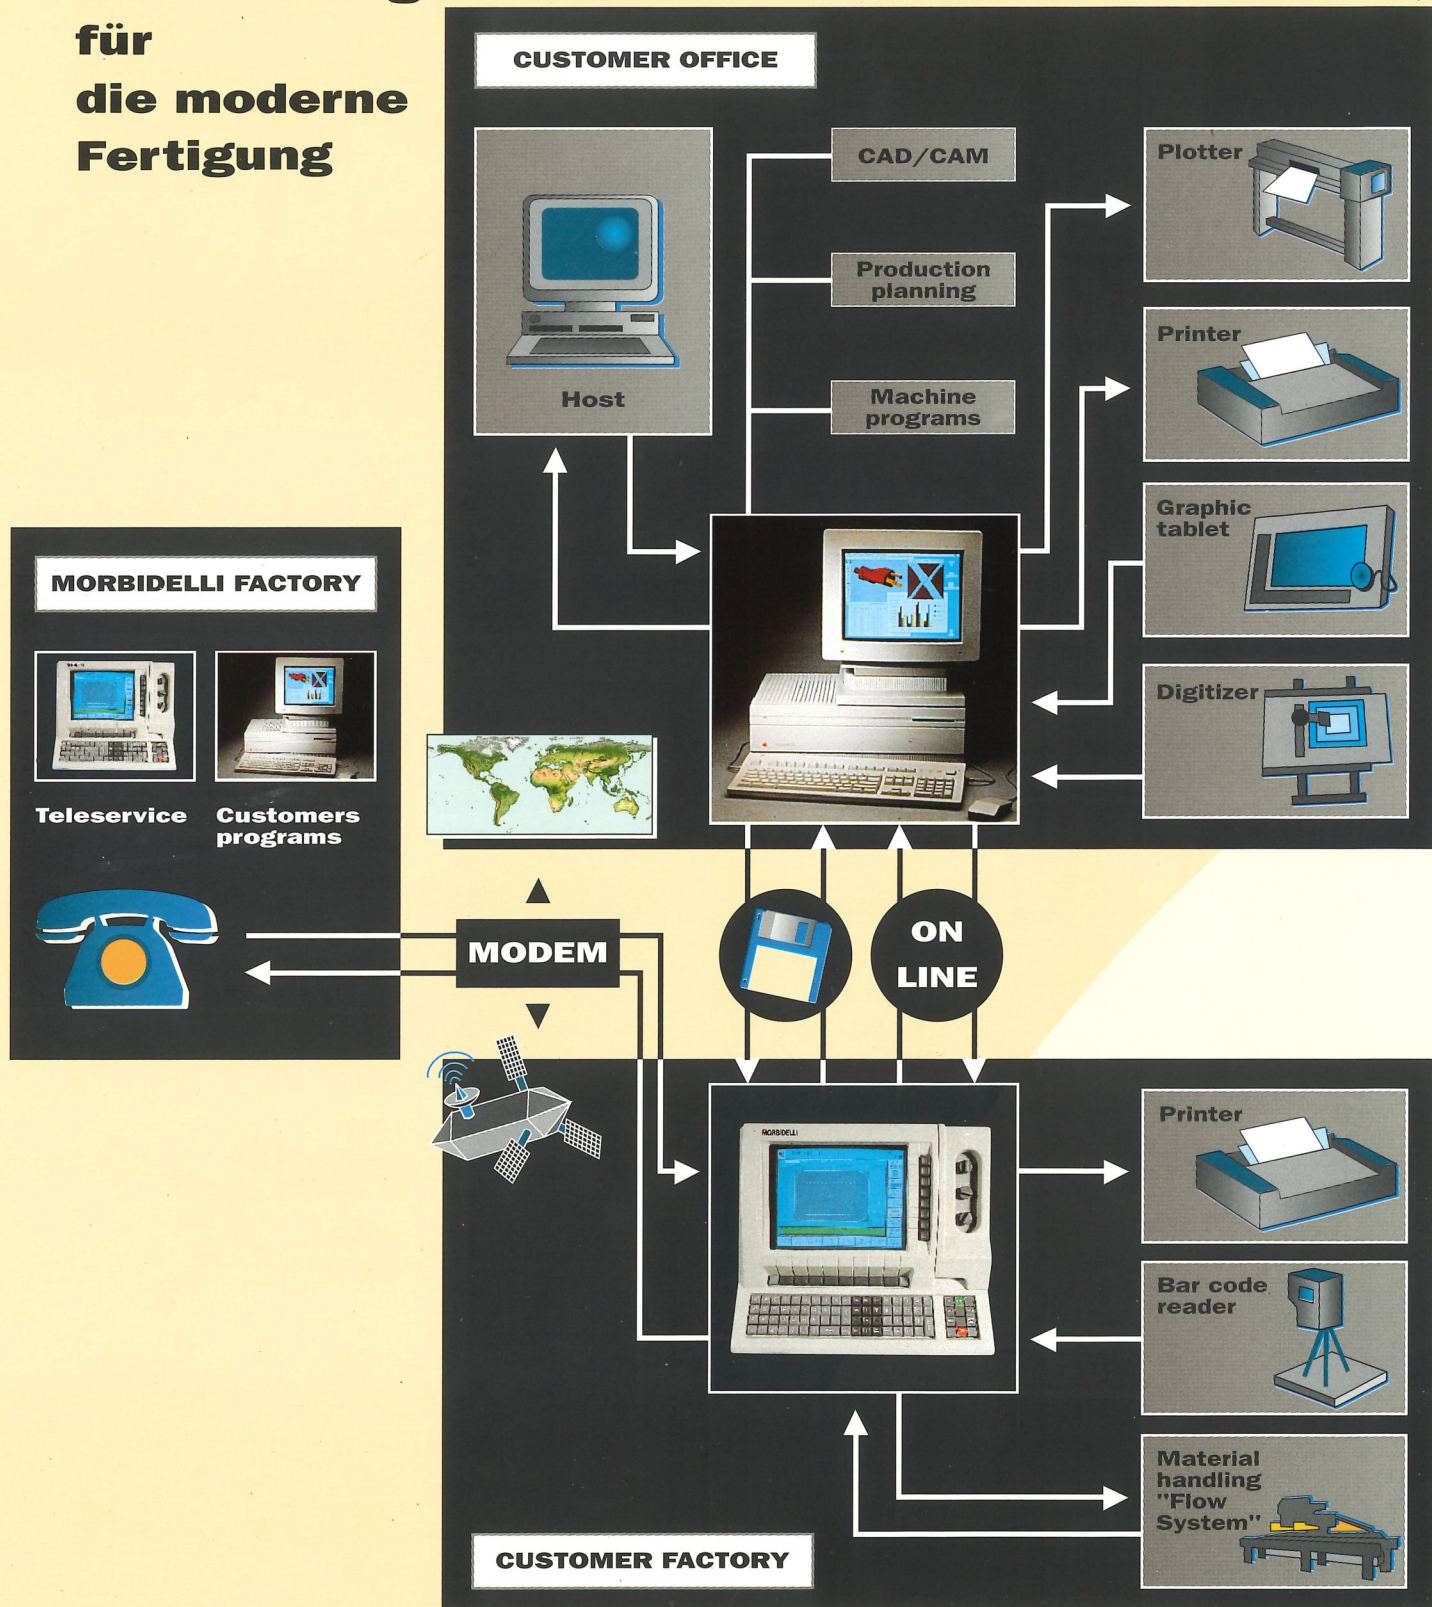 für
die moderne
Fertigung
CUSTOMER OFFICE
Host
CAD/CAM
Production
planning
Machine
programs
Plotter
Printer
Graphic
tablet
Digitizer
MORBIDELLI FACTORY
Teleservice
Customers
programs
MODEM
ON
LINE
MORBIDELLI
Printer
Bar code
reader
Material
handling
"Flow
System"
CUSTOMER FACTORY